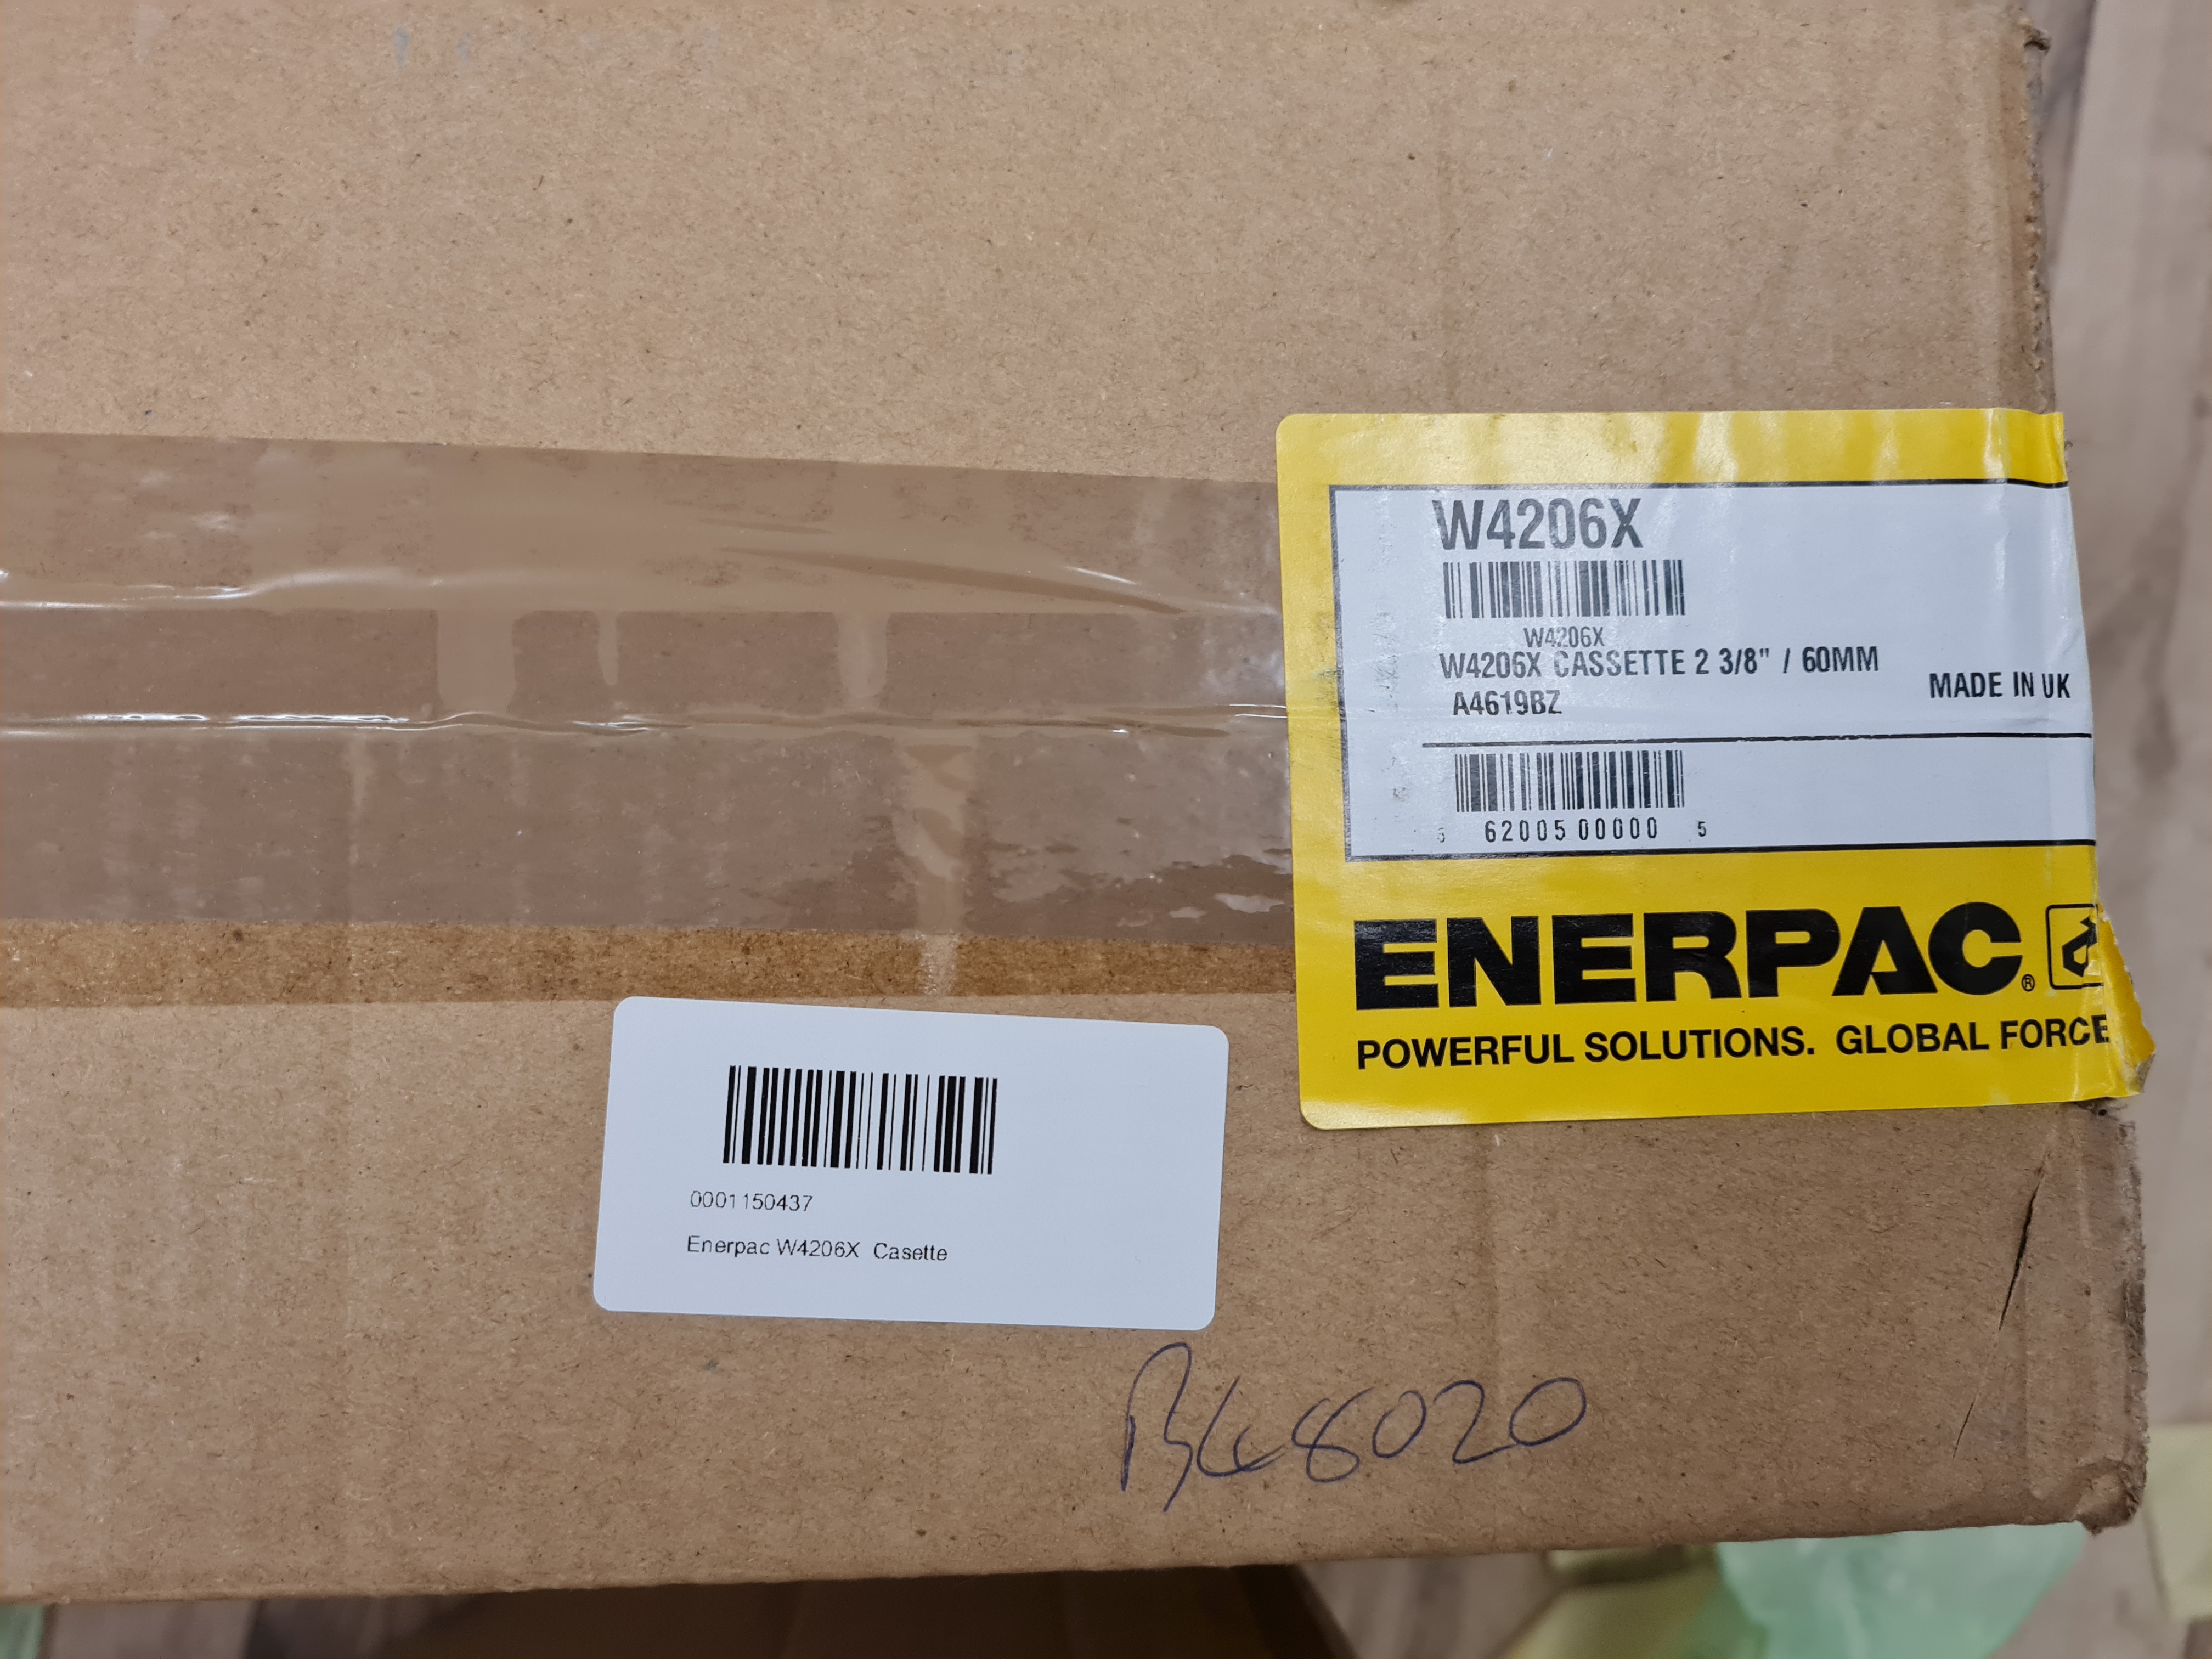 W4206X
W4206X
W4206X CASSETTE 2 3/8" / 60MM
A4619BZ
MADE IN UK
62005 00000 5
ENERPAC®
POWERFUL SOLUTIONS. GLOBAL FORCE
0001150437
Enerpac W4206X Casette
B48020